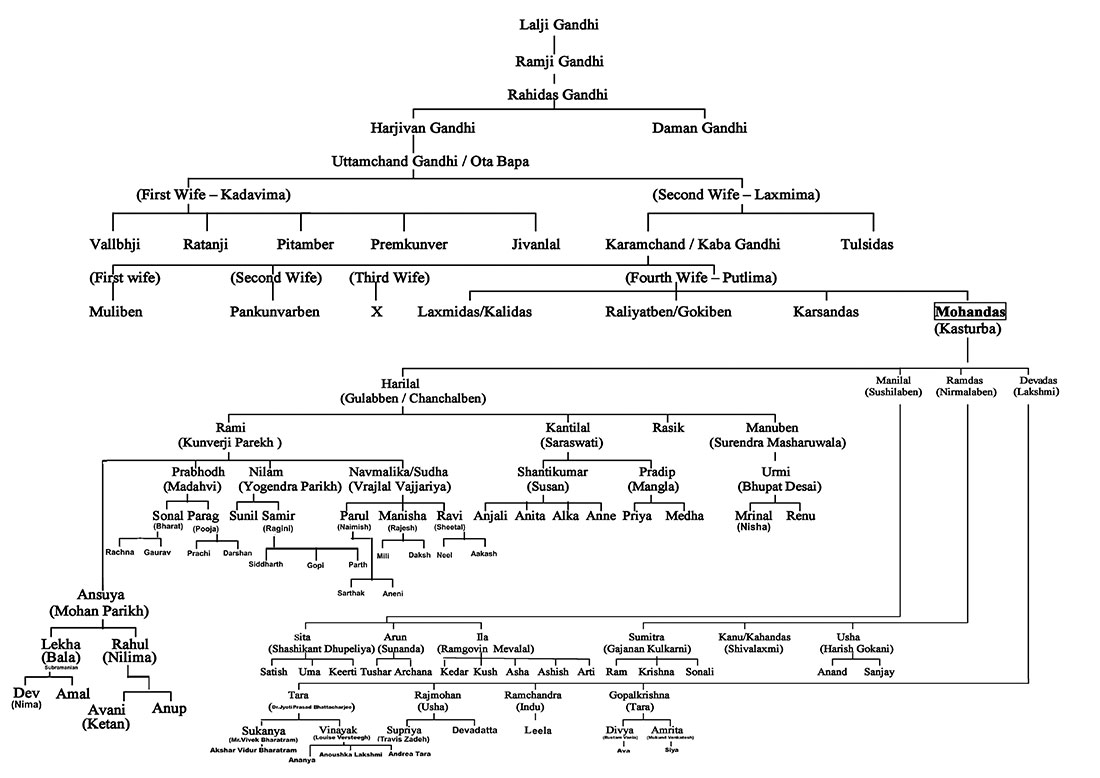 Lalji Gandhi
Ramji Gandhi
Rahidas Gandhi
Harjivan Gandhi Daman Gandhi
Uttamchand Gandhi / Ota Bapa
(First Wife – Kadavima) (Second Wife – Laxmima)
Vallbhji Ratanji Pitamber Premkunver Jivanlal Karamchand / Kaba Gandhi Tulsidas
(First wife) (Second Wife) (Third Wife) (Fourth Wife – Putlima)
Muliben Pankunvarben X Laxmidas/Kalidas Raliyatben/Gokiben Karsandas Mohandas
(Kasturba)
Harilal Manilal Ramdas Devadas
(Gulabben / Chanchalben) (Sushilaben) (Nirmalaben) (Lakshmi)
Rami Kantilal Rasik Manuben
(Kunverji Parekh ) (Saraswati) (Surendra Masharuwala)
Prabhodh Nilam Navmalika/Sudha Shantikumar Pradip Urmi
(Madahvi) (Yogendra Parikh) (Vrajlal Vajjariya) (Susan) (Mangla) (Bhupat Desai)
Sonal Parag Sunil Samir Parul Manisha Ravi Anjali Anita Alka Anne Priya Medha Mrinal Renu
(Bharat) (Pooja) (Ragini) (Naimish) (Rajesh) (Sheetal) (Nisha)
Rachna Gaurav Prachi Darshan Mili Daksh Neel Aakash
Siddharth Gopi Parth
Sarthak Aneni
Ansuya
(Mohan Parikh)
Lekha Rahul
(Bala) (Nilima)
Subramanian
Dev Amal
(Nima)
Avani Anup
(Ketan)
Sita Arun Ila Sumitra Kanu/Kahandas Usha
(Shashikant Dhupeliya) (Sunanda) (Ramgovin Mevalal) (Gajanan Kulkarni) (Shivalaxmi) (Harish Gokani)
Satish Uma Keerti Tushar Archana Kedar Kush Asha Ashish Arti Ram Krishna Sonali Anand Sanjay
Tara Rajmohan Ramchandra Gopalkrishna
(Dr.Jyoti Prasad Bhattacharjee) (Usha) (Indu) (Tara)
Sukanya Vinayak Supriya Devadatta Leela Divya Amrita
(Mr.Vivek Bharatram) (Louise Versteegh) (Travis Zadeh) (Mukund Venkatesh)
Akshar Vidur Bharatram Anoushka Lakshmi Andrea Tara Ava Siya
Ananya